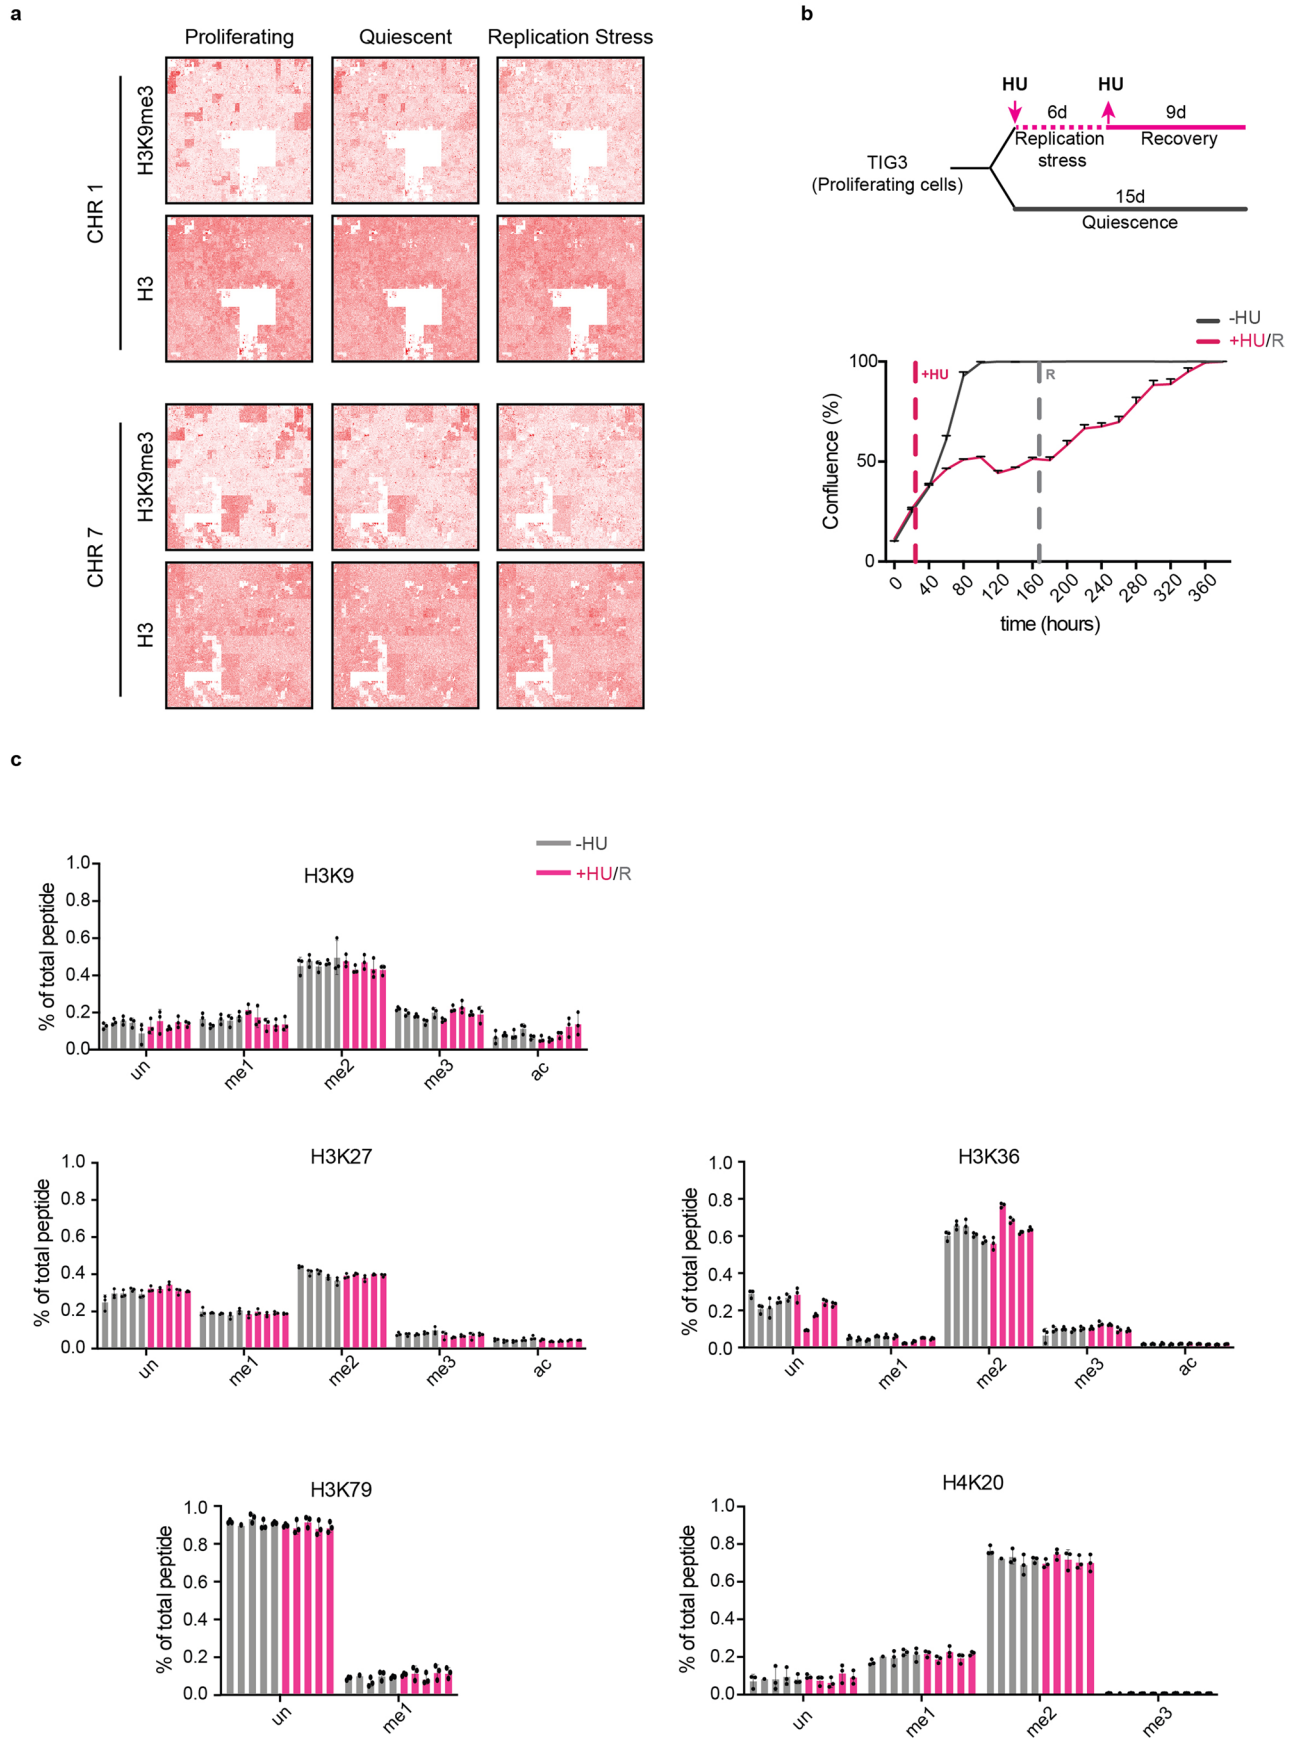 a
Proliferating
Quiescent
Replication Stress
CHR 1
H3K9me3
H3
CHR 7
H3K9me3
H3
b
HU
HU
6d
9d
Replication
stress
Recovery
TIG3
(Proliferating cells)
15d
Quiescence
-HU
+HU/R
100
50
0
Confluence (%)
+HU
R
0
40
80
120
160
200
240
280
320
360
time (hours)
c
-HU
+HU/R
H3K9
% of total peptide
1.0
0.8
0.6
0.4
0.2
0.0
un
me1
me2
me3
ac
H3K27
% of total peptide
1.0
0.8
0.6
0.4
0.2
0.0
un
me1
me2
me3
ac
H3K36
% of total peptide
1.0
0.8
0.6
0.4
0.2
0.0
un
me1
me2
me3
ac
H3K79
% of total peptide
1.0
0.8
0.6
0.4
0.2
0.0
un
me1
H4K20
% of total peptide
1.0
0.8
0.6
0.4
0.2
0.0
un
me1
me2
me3